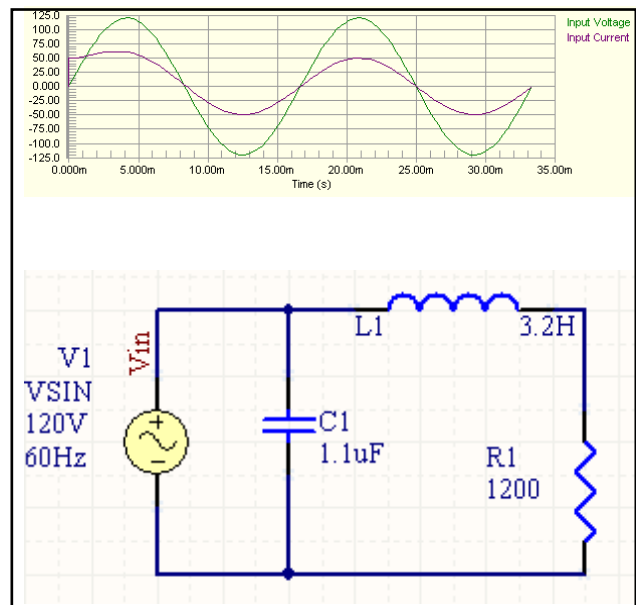 125.0
100.00
75.00
50.00
25.00
0.000
-25.00
-50.00
-75.00
-100.0
-125.0
Input Voltage
Input Current
0.000m 5.000m 10.00m 15.00m 20.00m 25.00m 30.00m 35.00m
Time (s)
Vin
L1 3.2H
V1
VSIN
120V
60Hz
+
-
C1
1.1uF
R1
1200